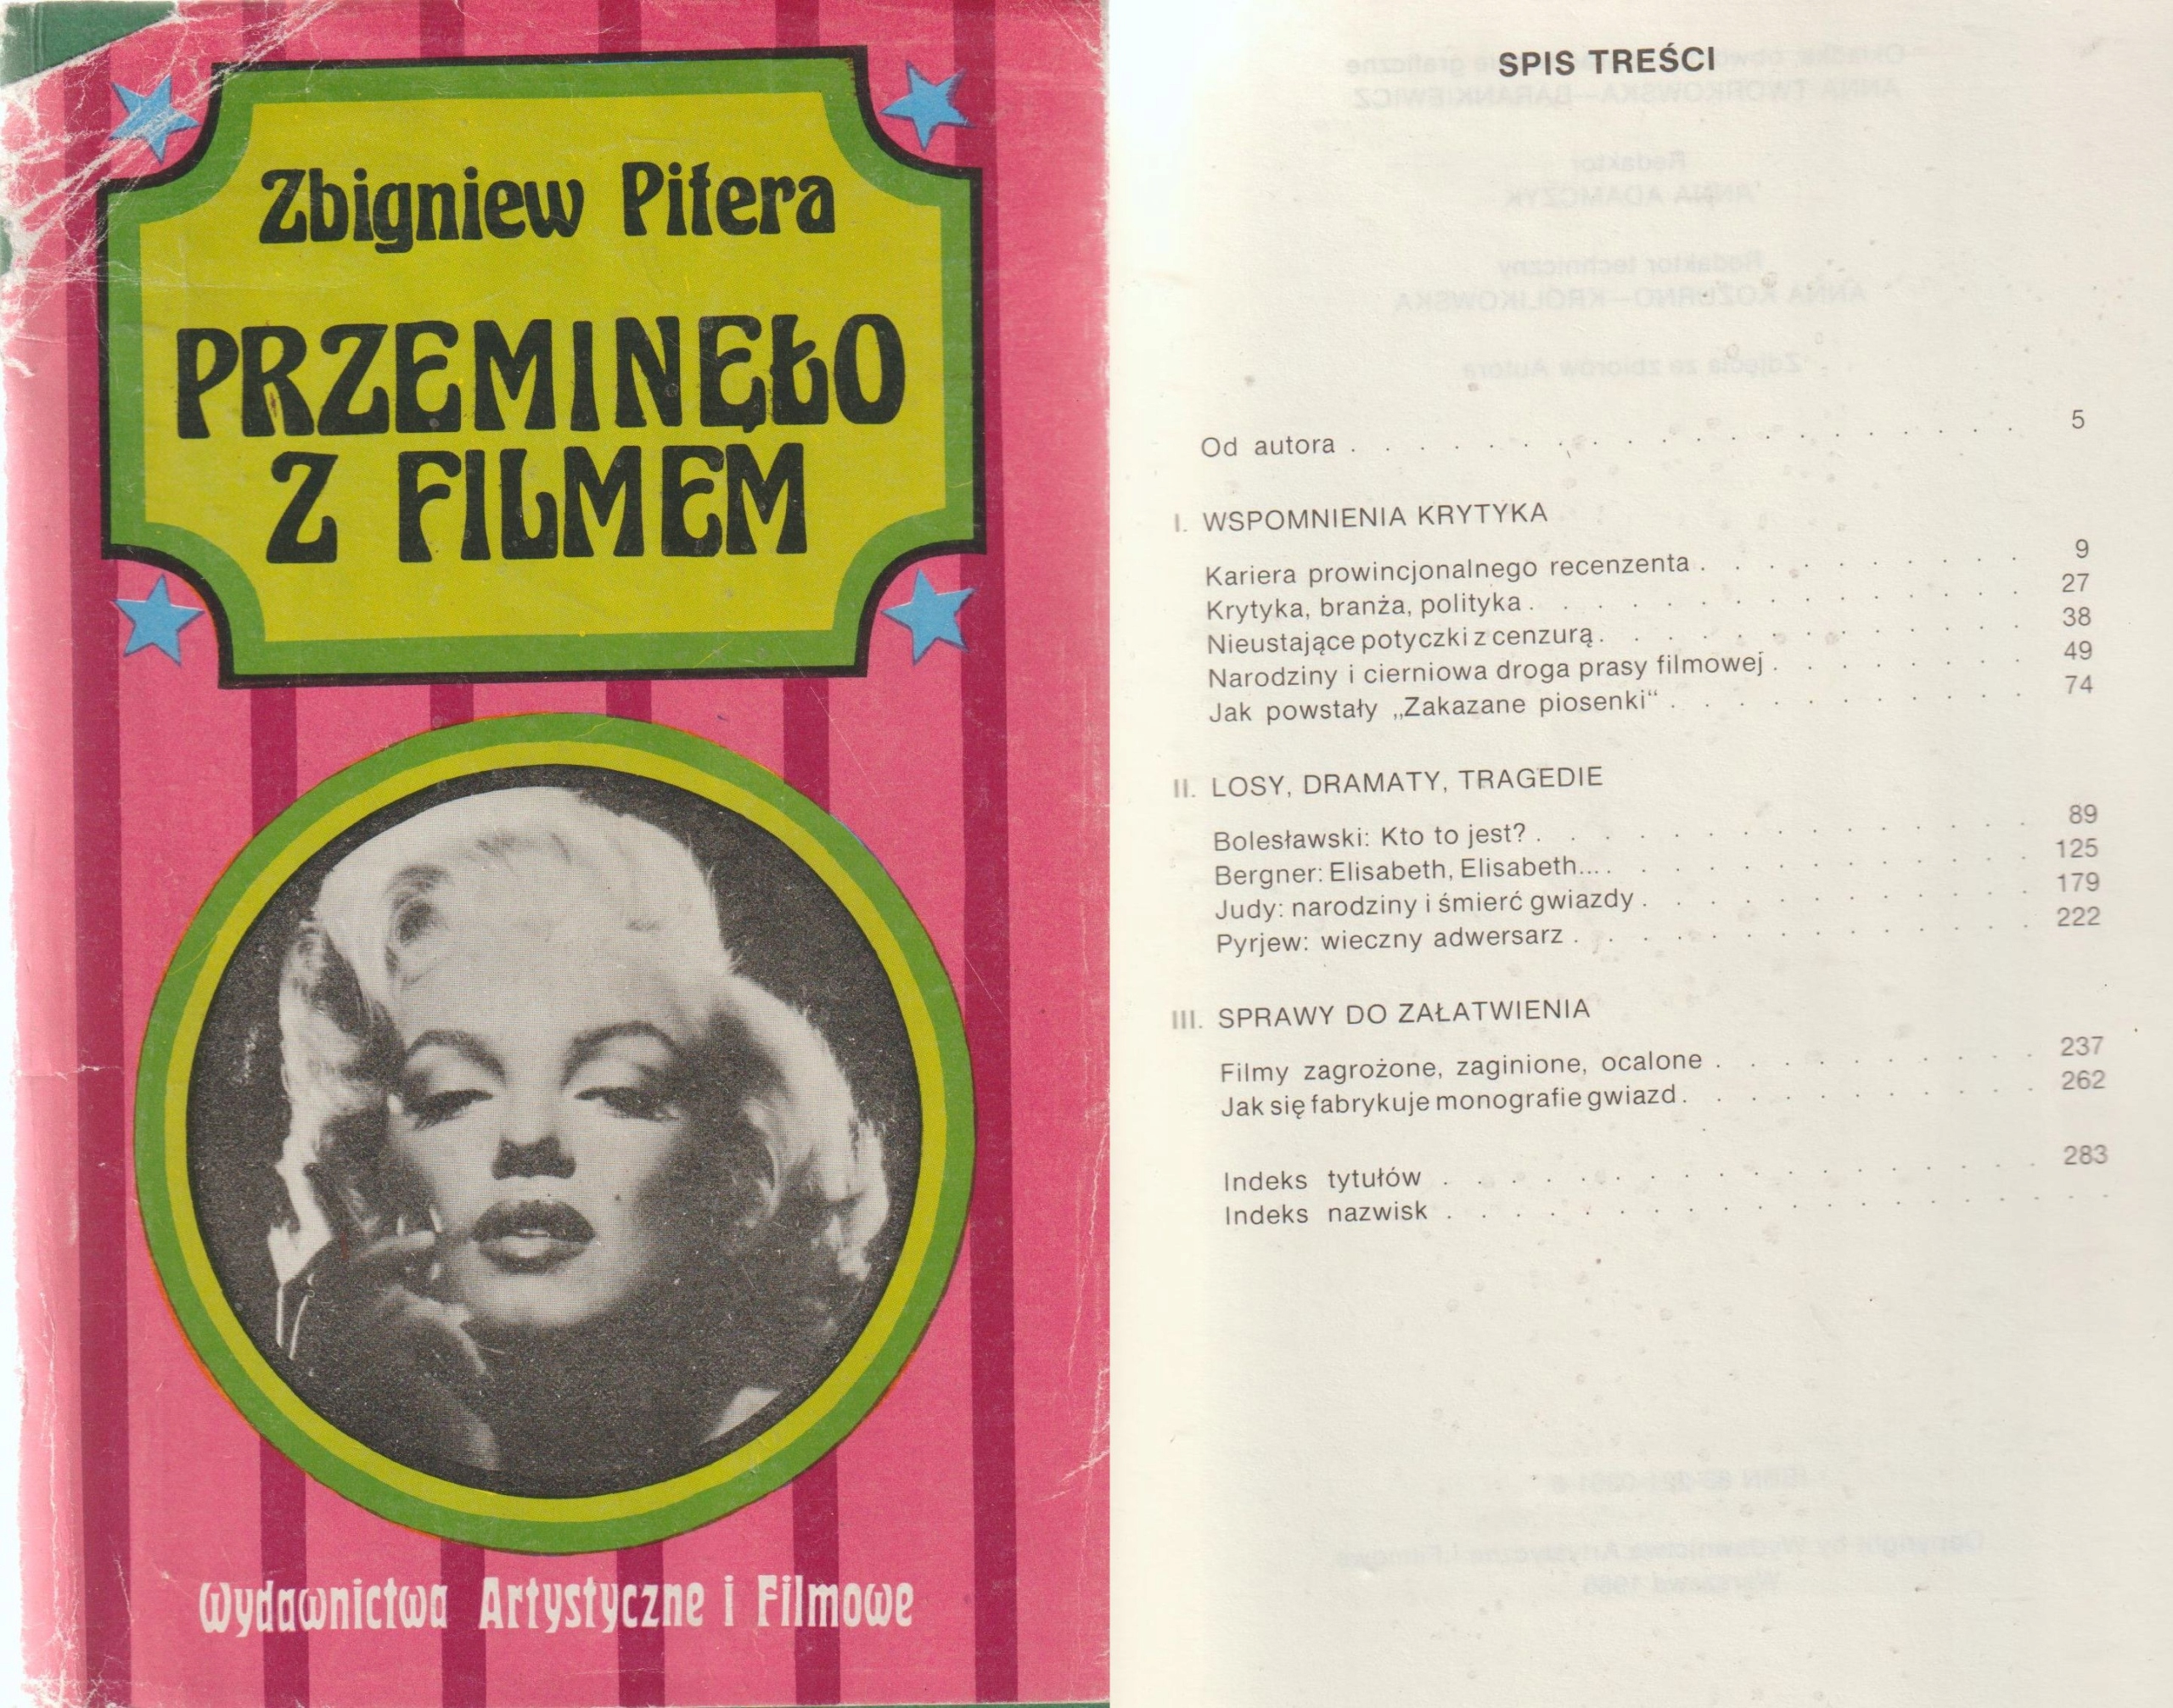 Zbigniew Pitera
PRZEMINĘŁO
Z FILMEM
Wydawnictwa Artystyczne i Filmowe
SPIS TREŚCI
Od autora . . . . . . . . . . . . . . . . . . . . 5
I. WSPOMNIENIA KRYTYKA
Kariera prowincjonalnego recenzenta . . . . . . . . . . 9
Krytyka, branża, polityka . . . . . . . . . . . . . . . 27
Nieustające potyczki z cenzurą . . . . . . . . . . . . . 38
Narodziny i cierniowa droga prasy filmowej . . . . . . . . 49
Jak powstały „Zakazane piosenki“ . . . . . . . . . . . 74
II. LOSY, DRAMATY, TRAGEDIE
Bolesławski: Kto to jest? . . . . . . . . . . . . . . . 89
Bergner: Elisabeth, Elisabeth... . . . . . . . . . . . . . 125
Judy: narodziny i śmierć gwiazdy . . . . . . . . . . . . 179
Pyrjew: wieczny adwersarz . . . . . . . . . . . . . . 222
III. SPRAWY DO ZAŁATWIENIA
Filmy zagrożone, zaginione, ocalone . . . . . . . . . . 237
Jak się fabrykuje monografie gwiazd . . . . . . . . . . . 262
Indeks tytułów . . . . . . . . . . . . . . . . . . 283
Indeks nazwisk . . . . . . . . . . . . . . . . . . . .